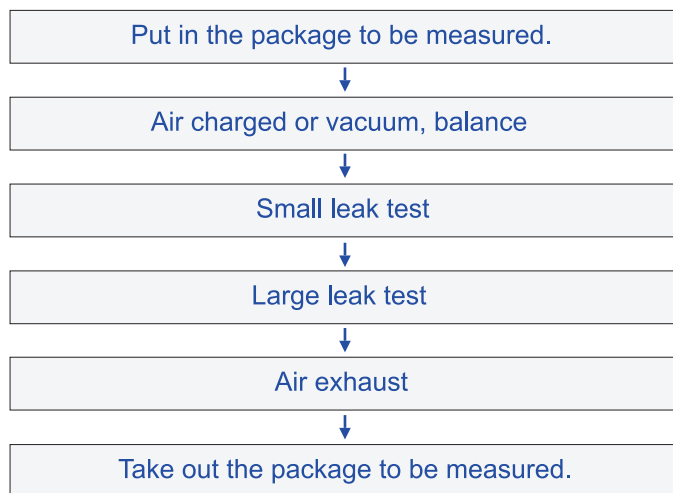 Put in the package to be measured.
Air charged or vacuum, balance
Small leak test
Large leak test
Air exhaust
Take out the package to be measured.